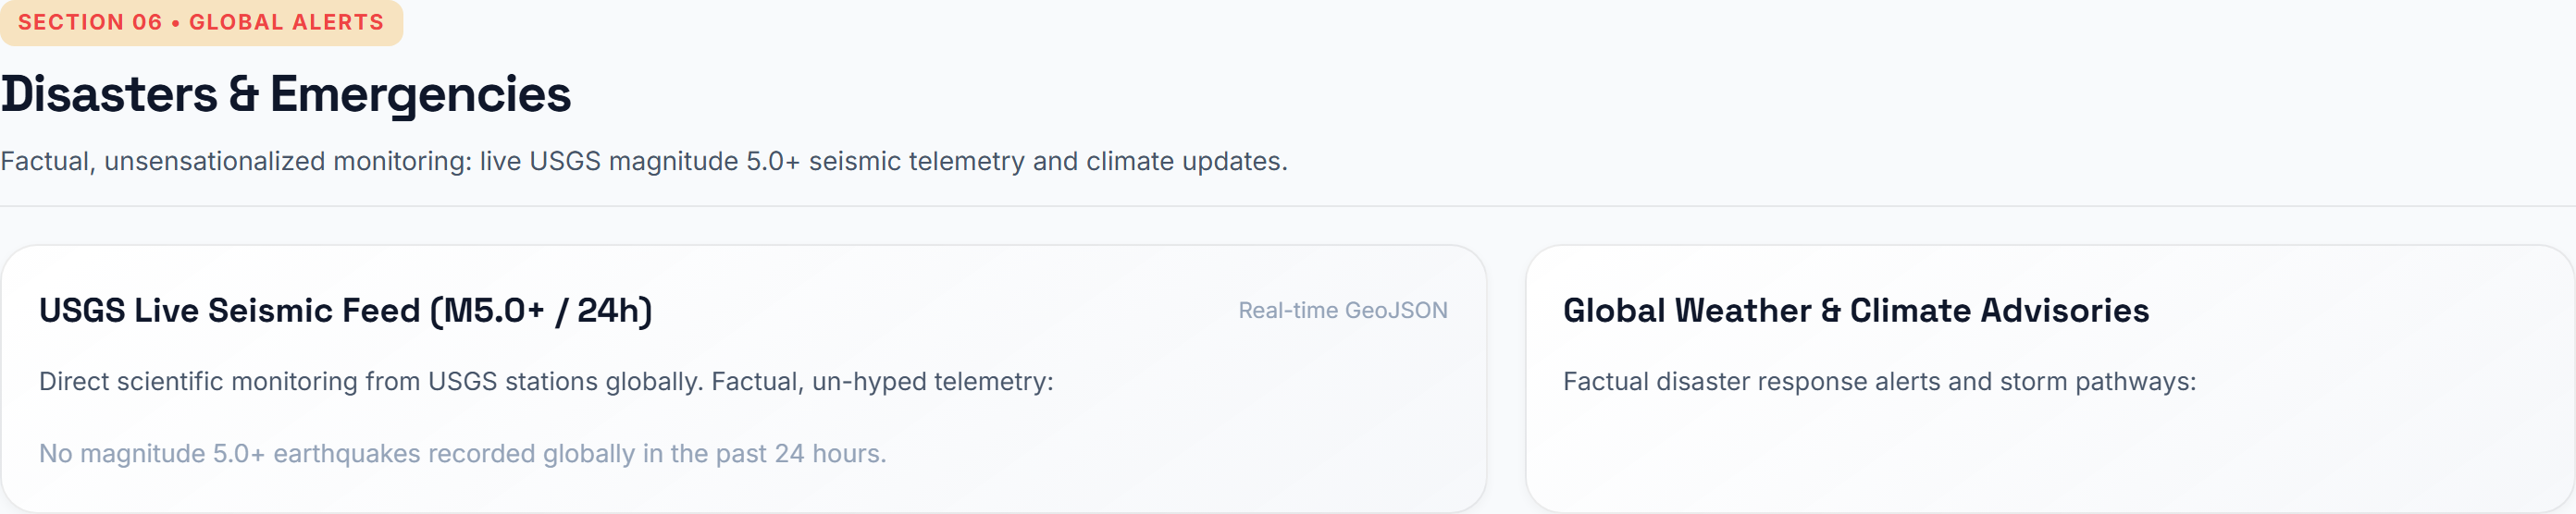 SECTION 06 • GLOBAL ALERTS
Disasters & Emergencies
Factual, unsensationalized monitoring: live USGS magnitude 5.0+ seismic telemetry and climate updates.
USGS Live Seismic Feed (M5.0+ / 24h)
Real-time GeoJSON
Direct scientific monitoring from USGS stations globally. Factual, un-hyped telemetry:
No magnitude 5.0+ earthquakes recorded globally in the past 24 hours.
Global Weather & Climate Advisories
Factual disaster response alerts and storm pathways: